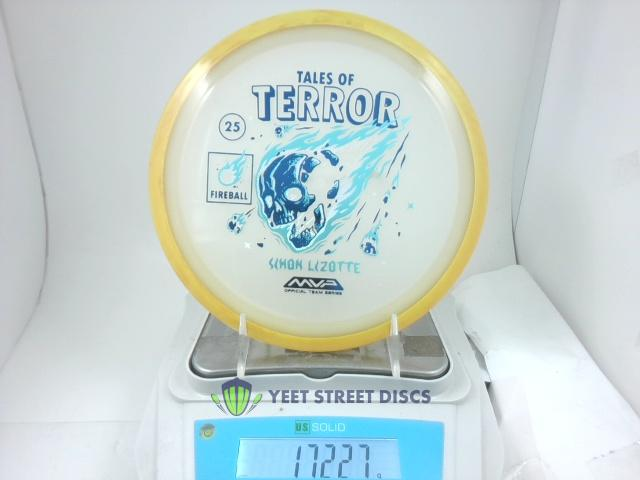 TALES OF
TERROR
25
FIREBALL
SIMON LIZOTTE
MVP
OFFICIAL TEAM SERIES
YEET STREET DISCS
US SOLID
172.27 g